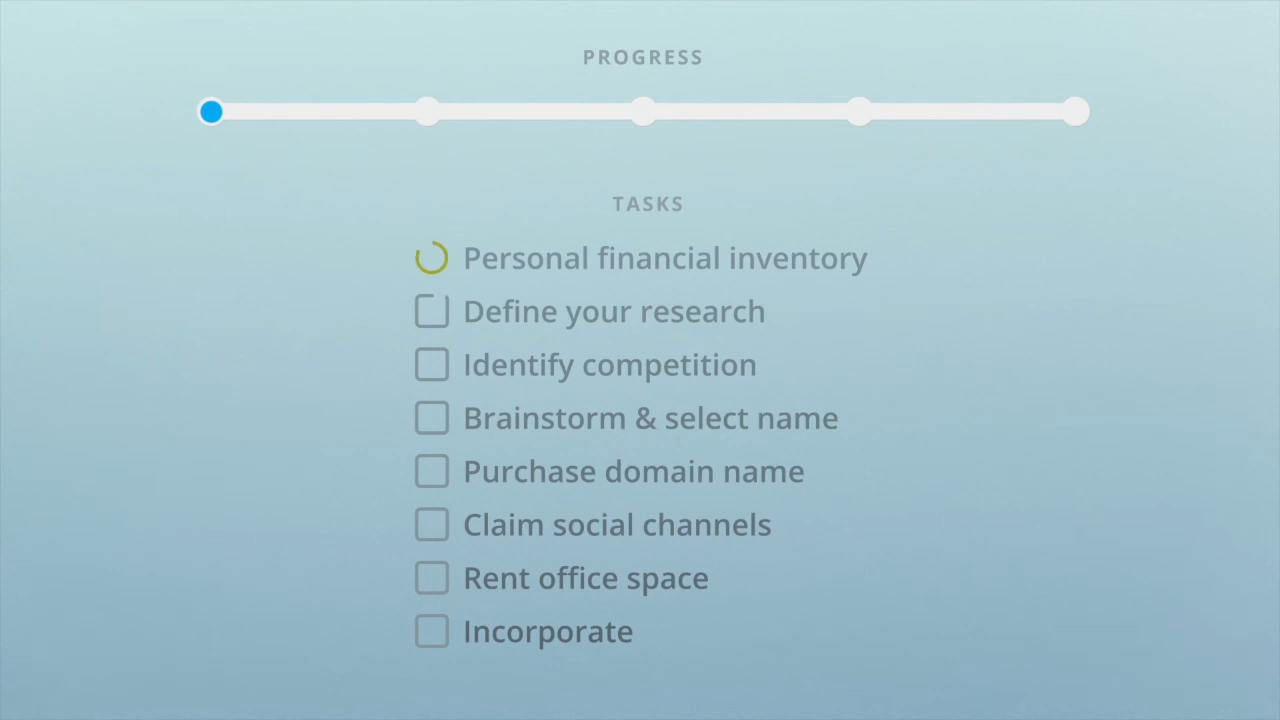 PROGRESS
TASKS
Personal financial inventory
Define your research
Identify competition
Brainstorm & select name
Purchase domain name
Claim social channels
Rent office space
Incorporate